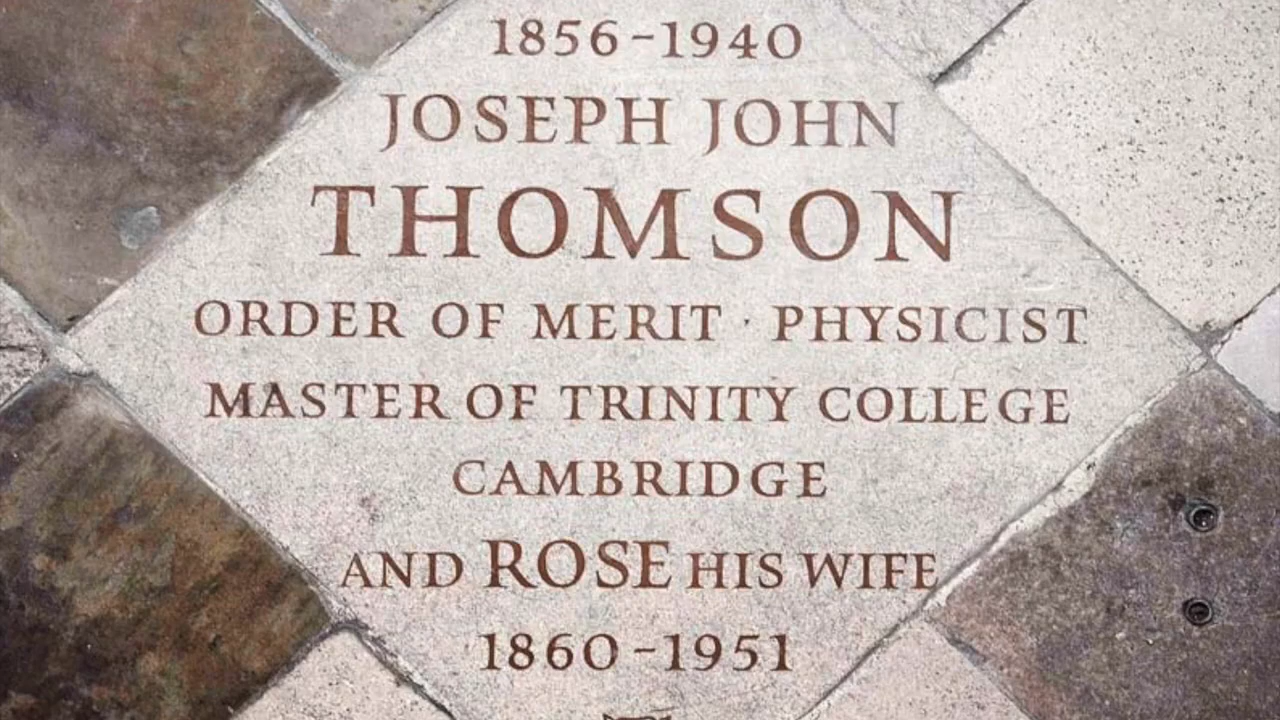 1856-1940
JOSEPH JOHN
THOMSON
ORDER OF MERIT · PHYSICIST
MASTER OF TRINITY COLLEGE
CAMBRIDGE
AND ROSE HIS WIFE
1860-1951